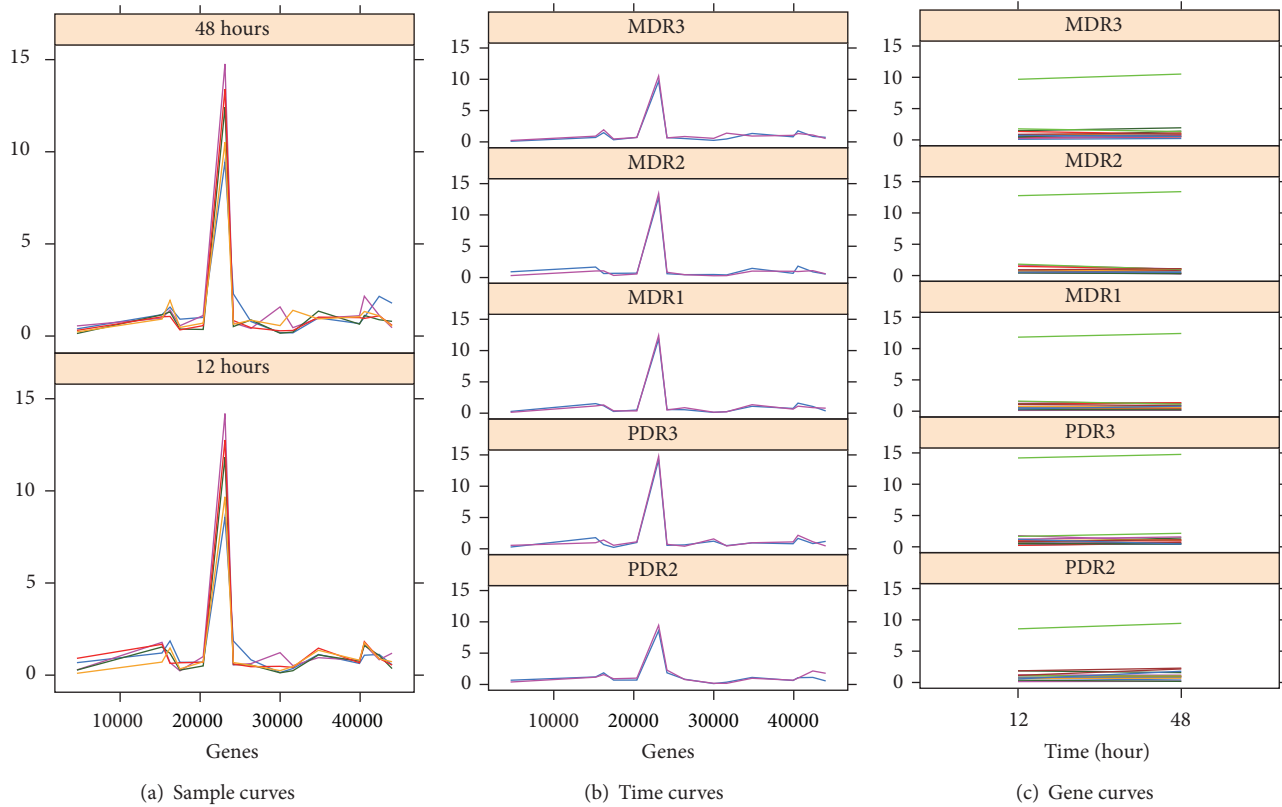 48 hours
15
10
5
0
12 hours
15
10
5
0
10000 20000 30000 40000
Genes
(a) Sample curves
MDR3
15
10
5
0
MDR2
15
10
5
0
MDR1
15
10
5
0
PDR3
15
10
5
0
PDR2
15
10
5
0
10000 20000 30000 40000
Genes
(b) Time curves
MDR3
15
10
5
0
MDR2
15
10
5
0
MDR1
15
10
5
0
PDR3
15
10
5
0
PDR2
15
10
5
0
12 48
Time (hour)
(c) Gene curves